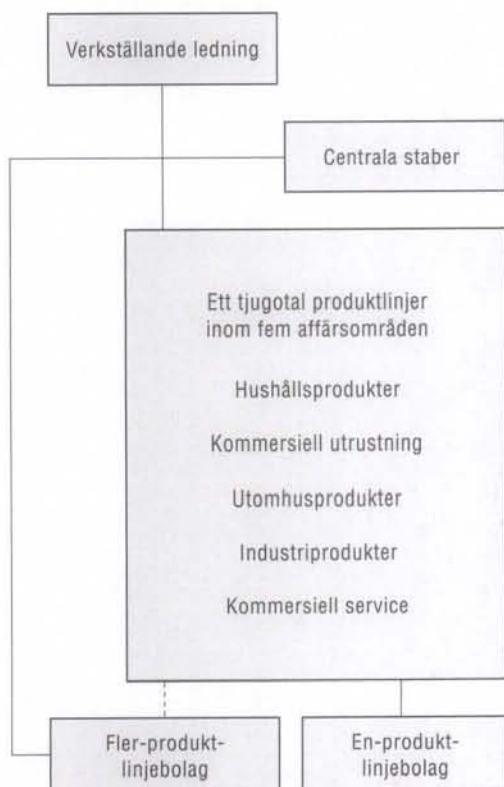 Verkställande ledning
Centrala staber
Ett tjugotal produktlinjer
inom fem affärsområden
Hushållsprodukter
Kommersiell utrustning
Utomhusprodukter
Industriprodukter
Kommersiell service
Fler-produkt-
linjebolag
En-produkt-
linjebolag